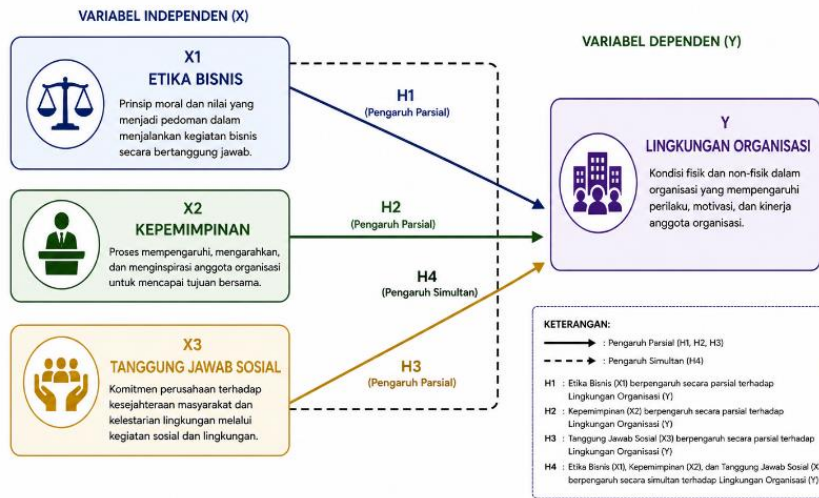 VARIABEL INDEPENDEN (X)
X1
ETIKA BISNIS
Prinsip moral dan nilai yang
menjadi pedoman dalam
menjalankan kegiatan bisnis
secara bertanggung jawab.
X2
KEPEMIMPINAN
Proses mempengaruhi, mengarahkan,
dan menginspirasi anggota organisasi
untuk mencapai tujuan bersama.
X3
TANGGUNG JAWAB SOSIAL
Komitmen perusahaan terhadap
kesejahteraan masyarakat dan
kelestarian lingkungan melalui
kegiatan sosial dan lingkungan.
H1
(Pengaruh Parsial)
H2
(Pengaruh Parsial)
H4
(Pengaruh Simultan)
H3
(Pengaruh Parsial)
VARIABEL DEPENDEN (Y)
Y
LINGKUNGAN ORGANISASI
Kondisi fisik dan non-fisik dalam
organisasi yang mempengaruhi
perilaku, motivasi, dan kinerja
anggota organisasi.
KETERANGAN:
: Pengaruh Parsial (H1, H2, H3)
: Pengaruh Simultan (H4)
H1 : Etika Bisnis (X1) berpengaruh secara parsial terhadap
Lingkungan Organisasi (Y)
H2 : Kepemimpinan (X2) berpengaruh secara parsial terhadap
Lingkungan Organisasi (Y)
H3 : Tanggung Jawab Sosial (X3) berpengaruh secara parsial terhadap
Lingkungan Organisasi (Y)
H4 : Etika Bisnis (X1), Kepemimpinan (X2), dan Tanggung Jawab Sosial (X
berpengaruh secara simultan terhadap Lingkungan Organisasi (Y)